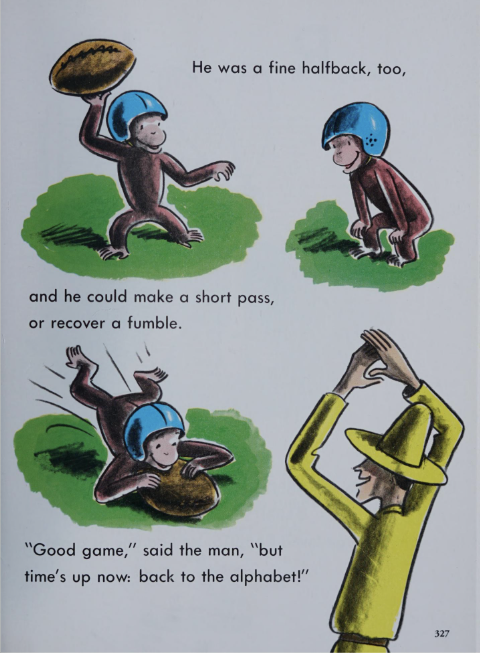 He was a fine halfback, too,
and he could make a short pass,
or recover a fumble.
"Good game," said the man, "but
time's up now: back to the alphabet!"
327